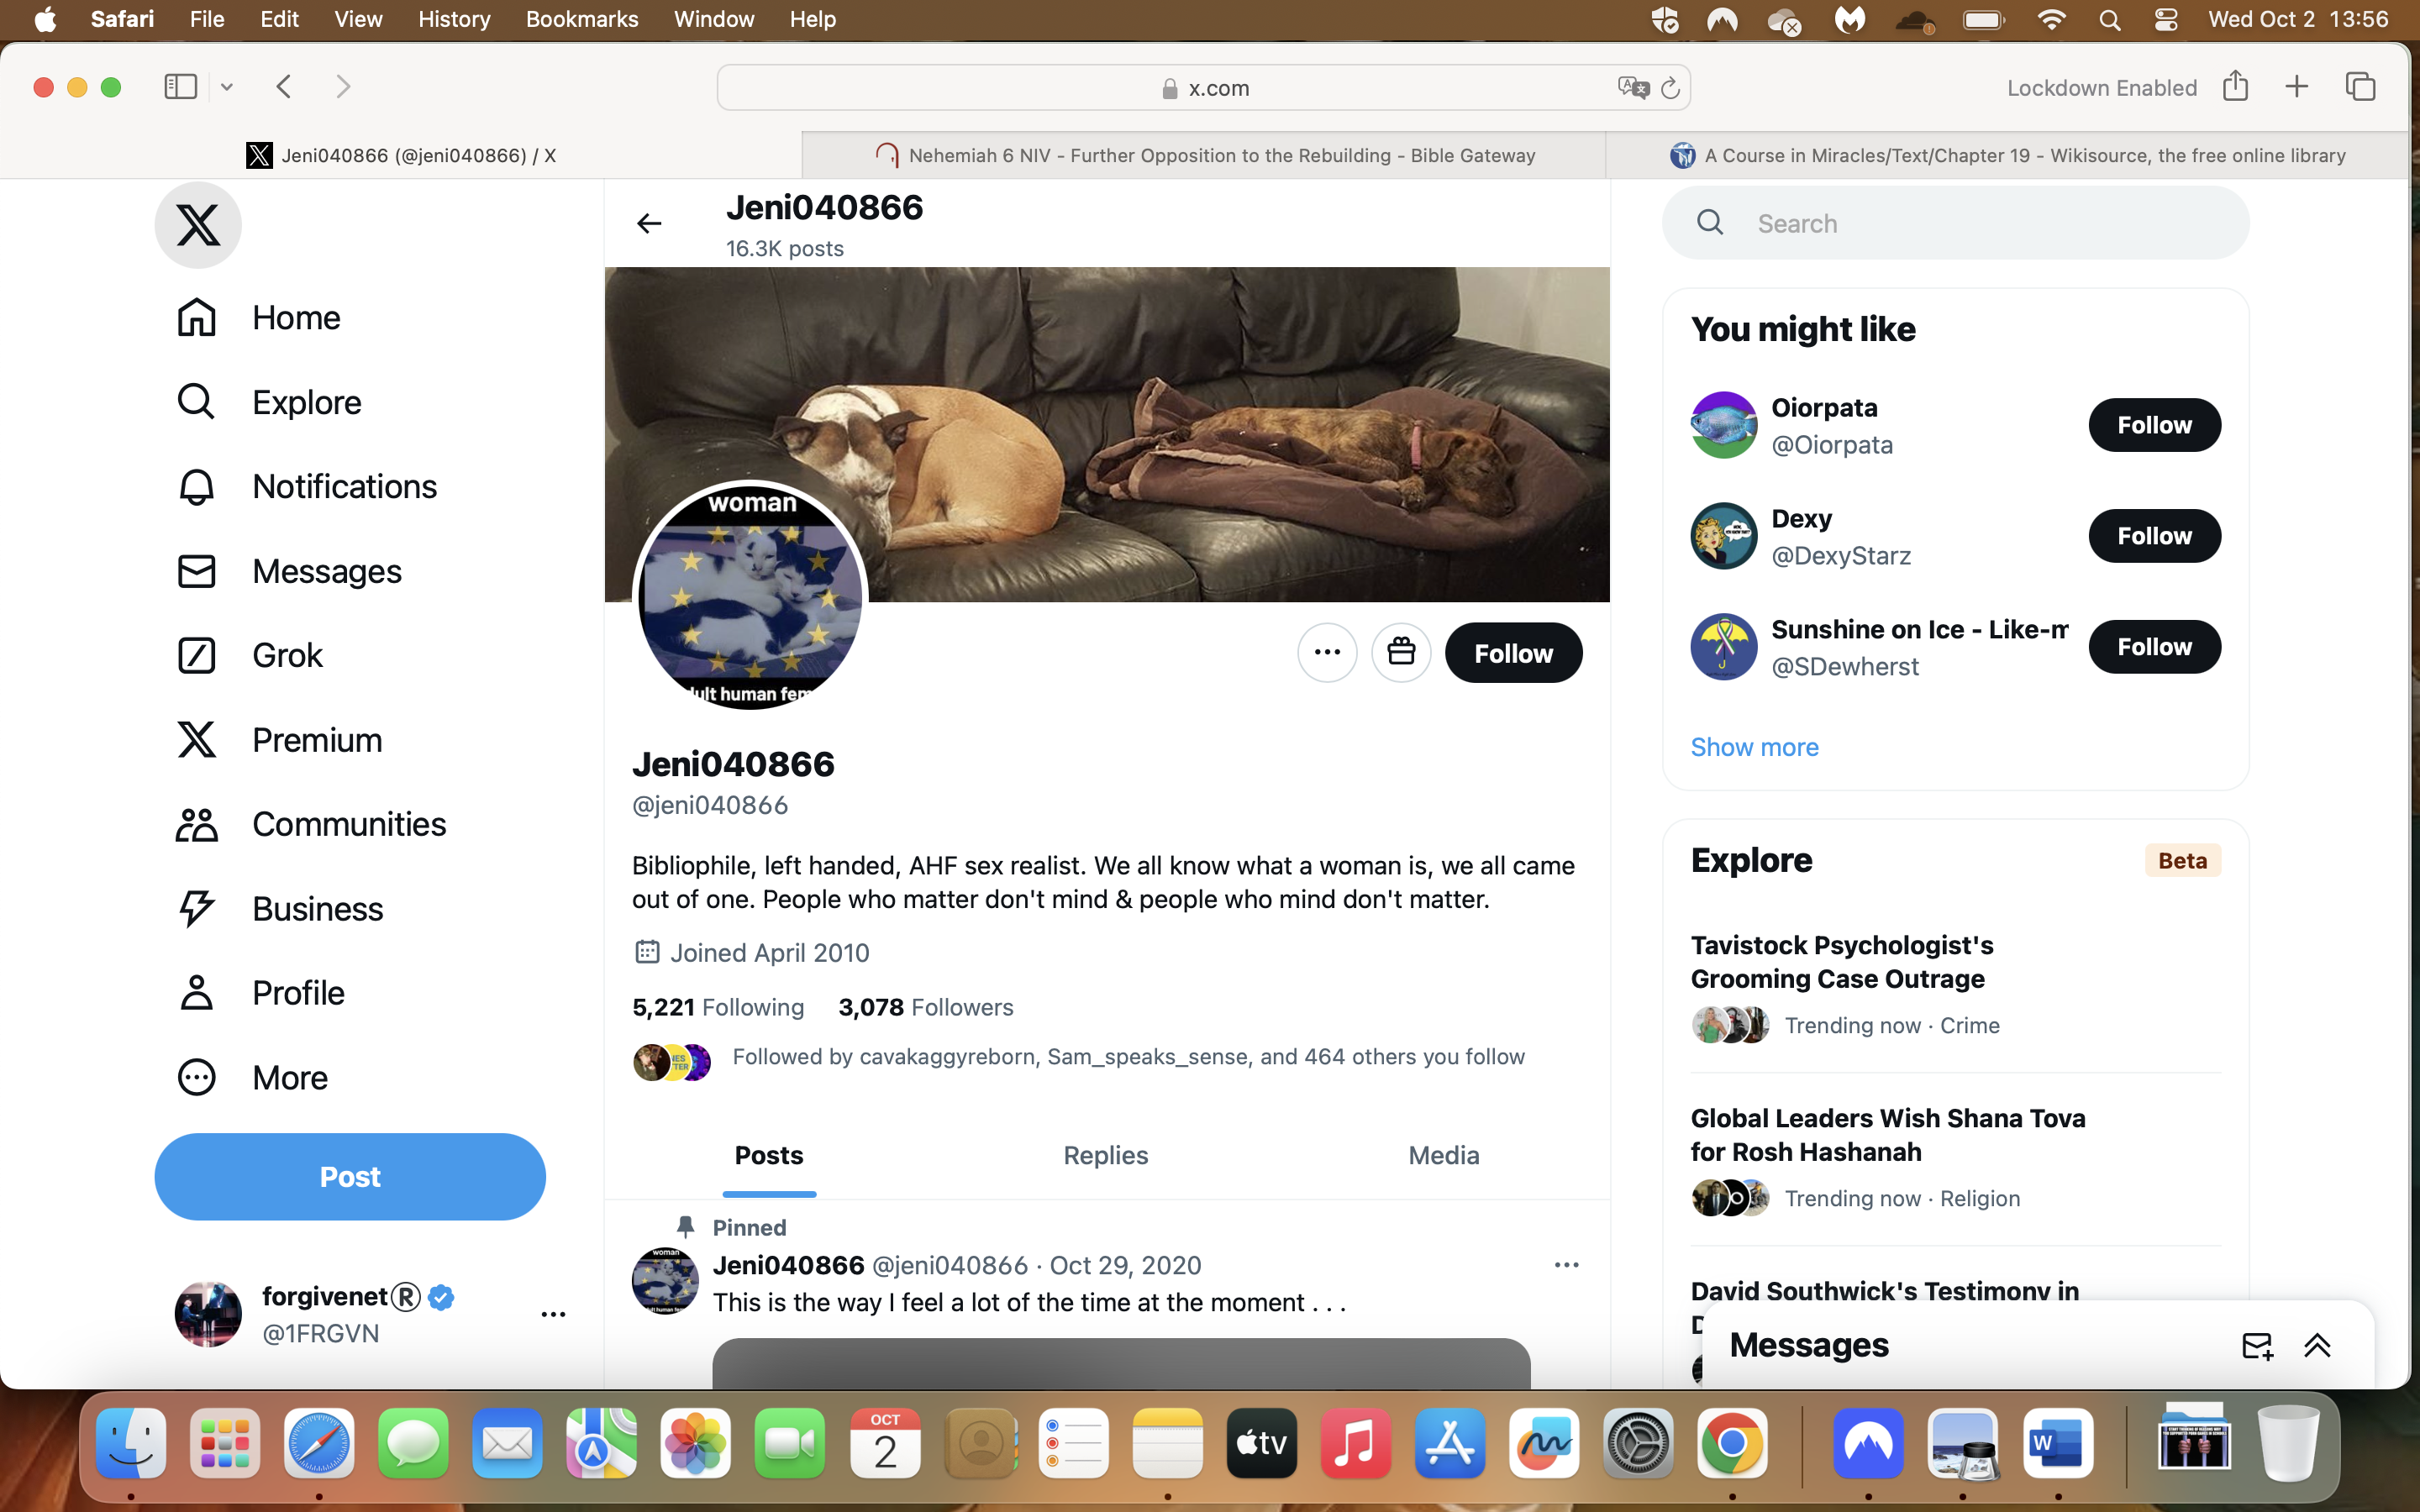 Safari File Edit View History Bookmarks Window Help Wed Oct 2 13:56
x.com
Lockdown Enabled
Jeni040866 (@jeni040866) / X
Nehemiah 6 NIV - Further Opposition to the Rebuilding - Bible Gateway
A Course in Miracles/Text/Chapter 19 - Wikisource, the free online library
Home
Explore
Notifications
Messages
Grok
Premium
Communities
Business
Profile
More
Post
forgivenet®
@1FRGVN
Jeni040866
16.3K posts
woman
ult human fem
Follow
Jeni040866
@jeni040866
Bibliophile, left handed, AHF sex realist. We all know what a woman is, we all came
out of one. People who matter don't mind & people who mind don't matter.
Joined April 2010
5,221 Following 3,078 Followers
Followed by cavakaggyreborn, Sam_speaks_sense, and 464 others you follow
Posts Replies Media
Pinned
Jeni040866 @jeni040866 · Oct 29, 2020
This is the way I feel a lot of the time at the moment . . .
Search
You might like
Oiorpata
@Oiorpata
Follow
Dexy
@DexyStarz
Follow
Sunshine on Ice - Like-m
@SDewherst
Follow
Show more
Explore
Beta
Tavistock Psychologist's
Grooming Case Outrage
Trending now · Crime
Global Leaders Wish Shana Tova
for Rosh Hashanah
Trending now · Religion
David Southwick's Testimony in
Messages
OCT
2
tv
W